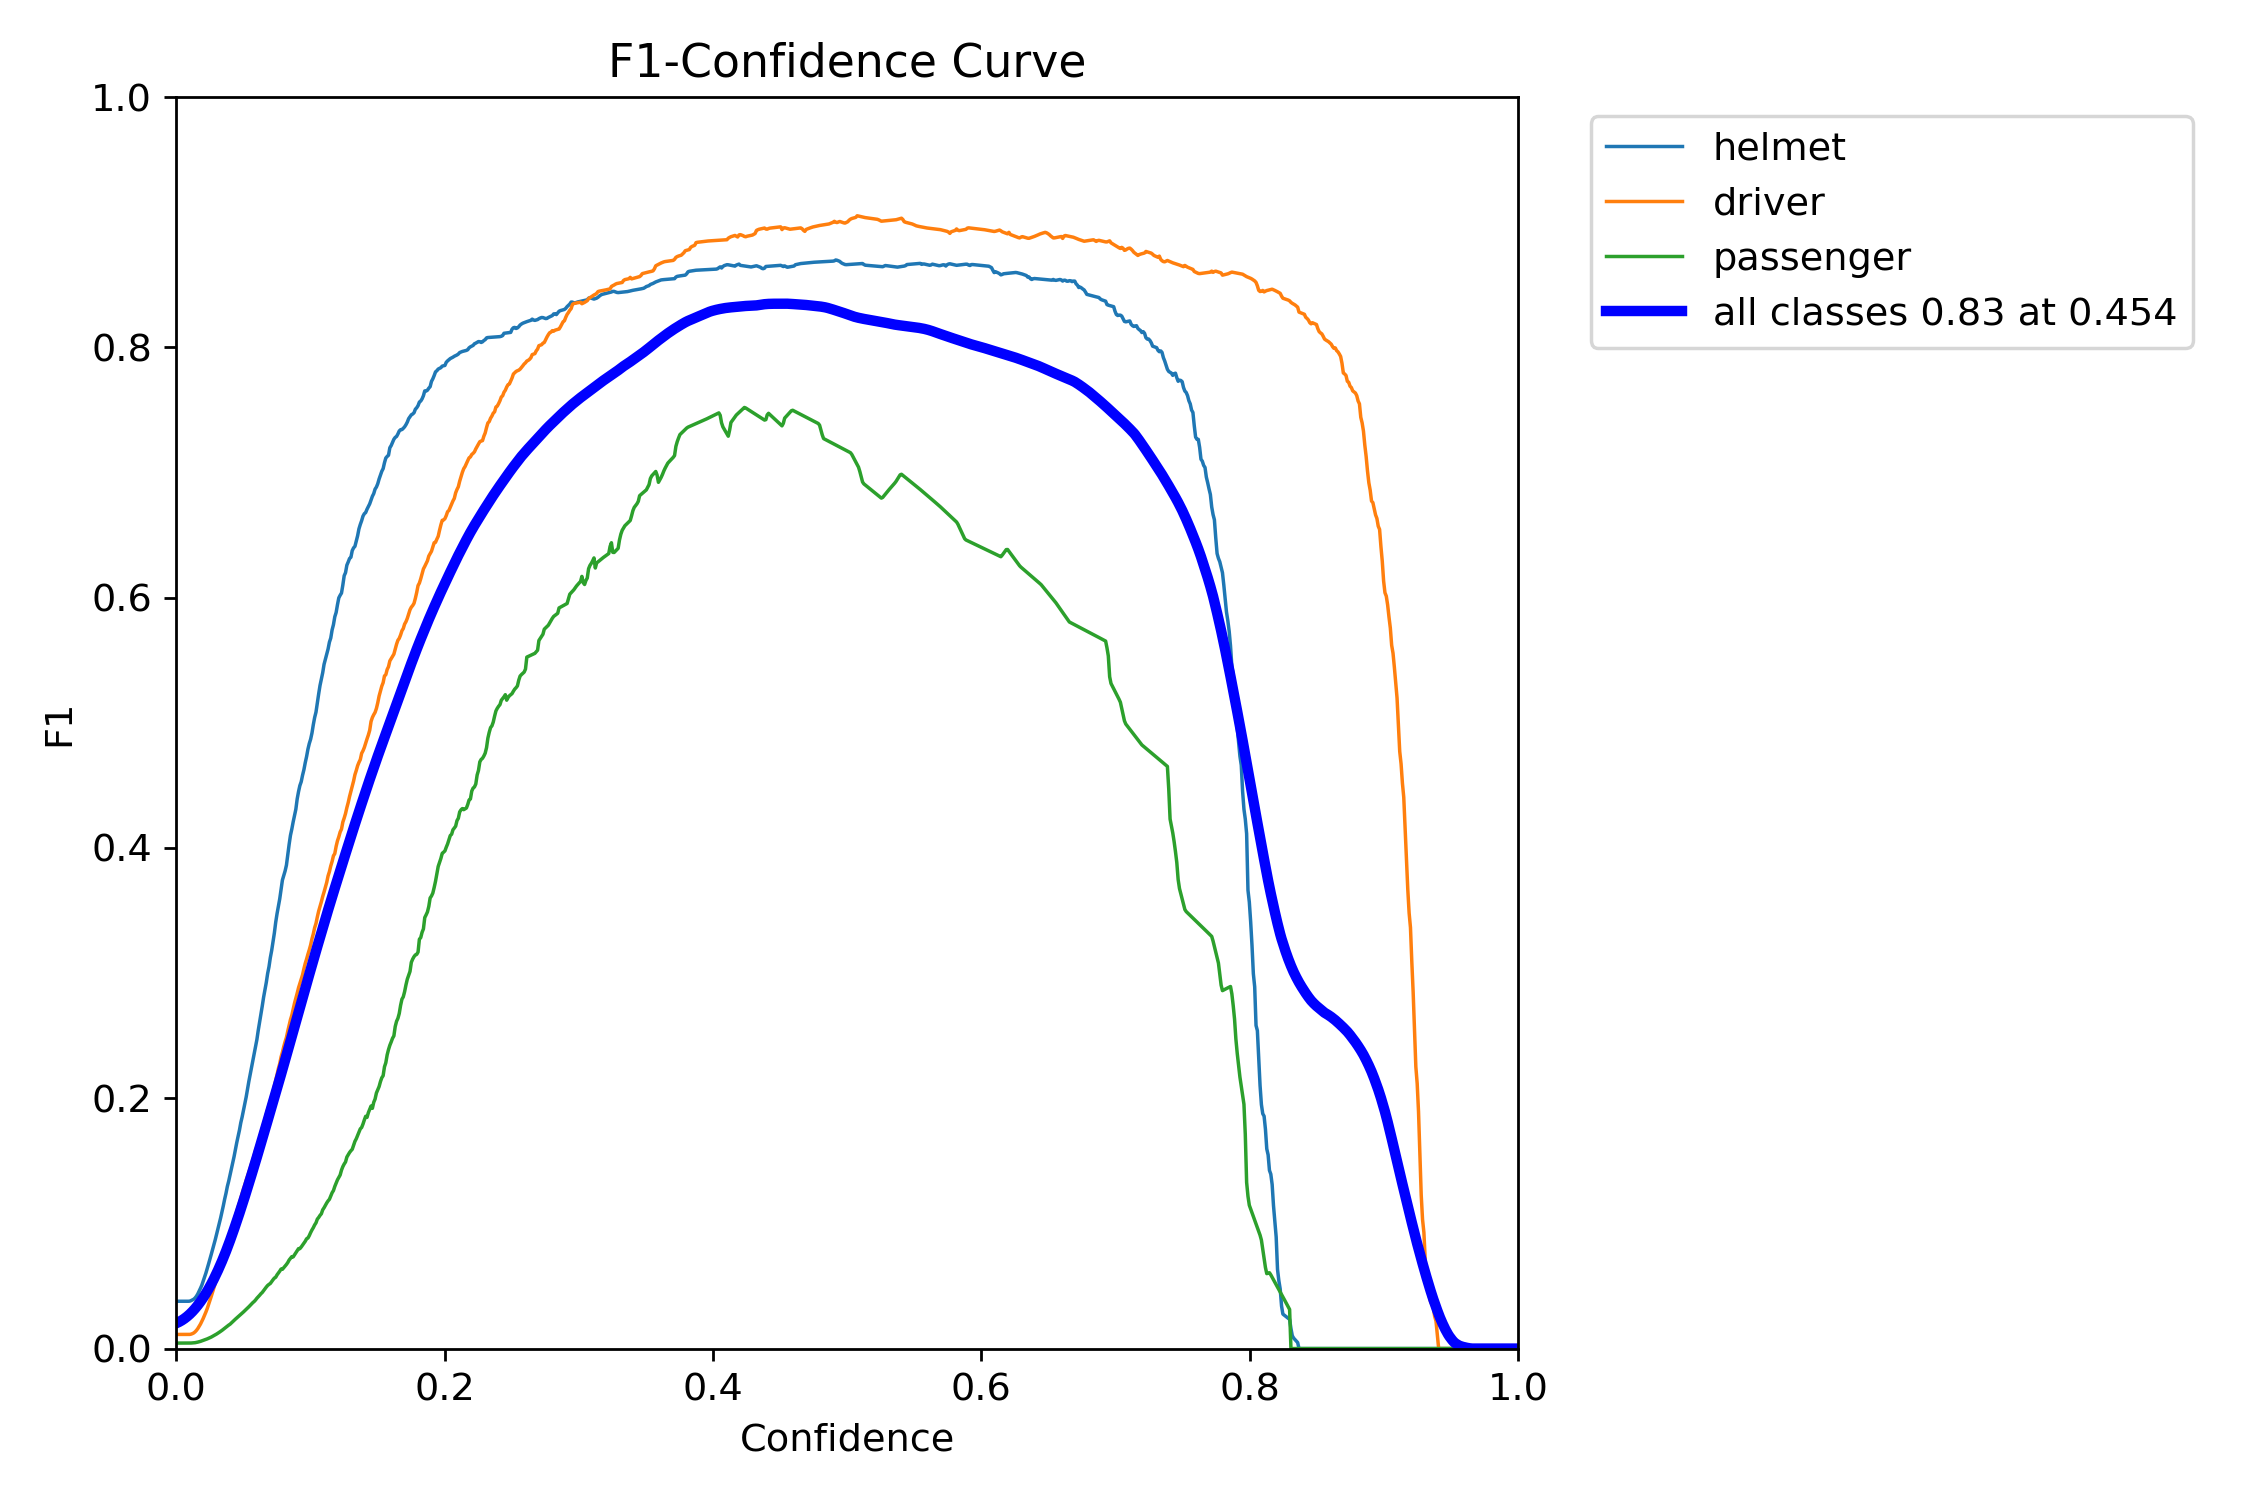 F1-Confidence Curve
1.0
0.8
0.6
0.4
0.2
0.0
F1
0.0 0.2 0.4 0.6 0.8 1.0
Confidence
helmet
driver
passenger
all classes 0.83 at 0.454